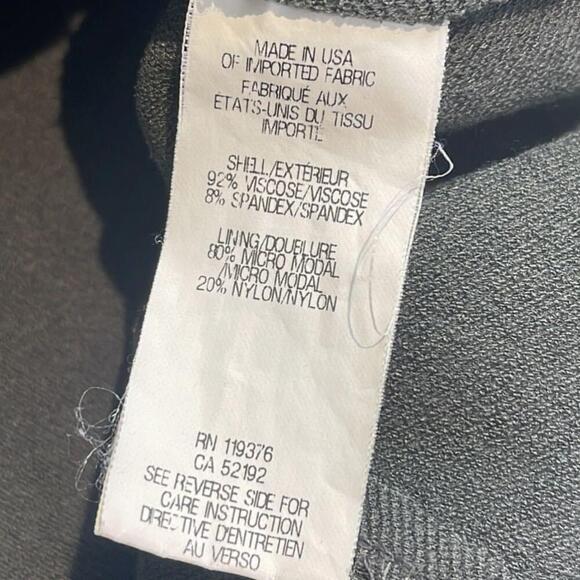 MADE IN USA
OF IMPORTED FABRIC
FABRIQUÉ AUX
ÉTATS-UNIS DU TISSU
IMPORTÉ
SHELL/EXTÉRIEUR
92% VISCOSE/VISCOSE
8% SPANDEX/SPANDEX
LINING/DOUBLURE
80% MICRO MODAL
/MICRO MODAL
20% NYLON/NYLON
RN 119376
CA 52192
SEE REVERSE SIDE FOR
CARE INSTRUCTION
DIRECTIVE D'ENTRETIEN
AU VERSO